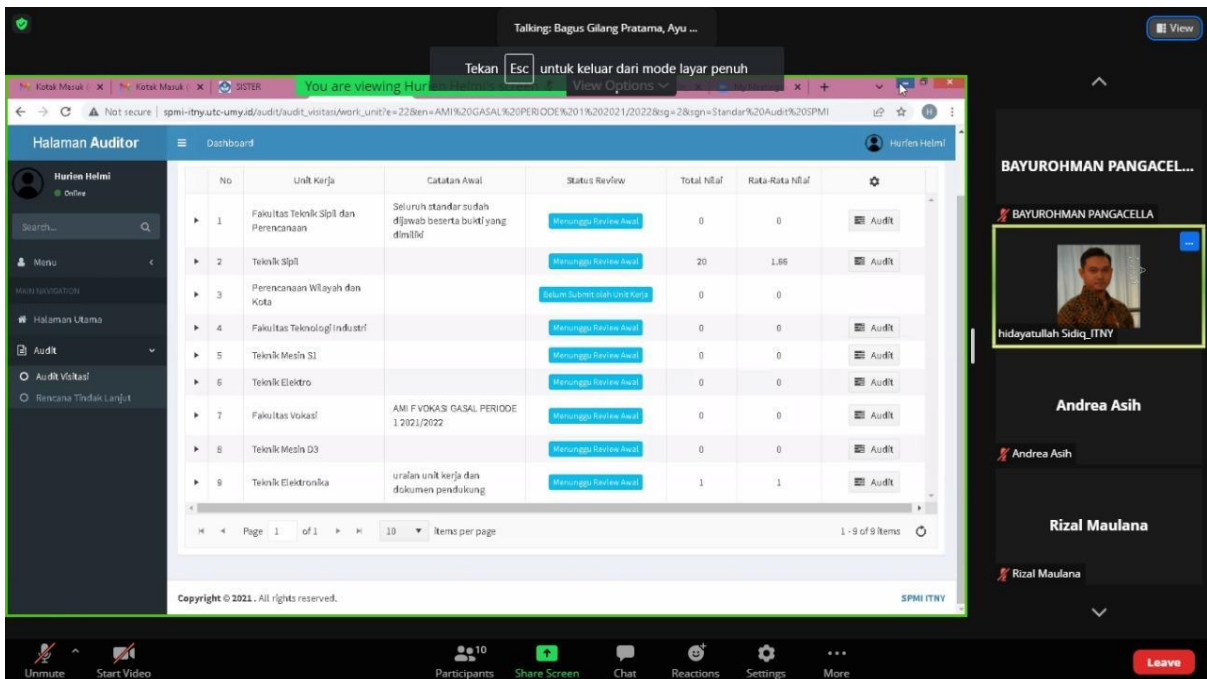 Talking: Bagus Gilang Pratama, Ayu ...
View
Tekan Esc untuk keluar dari mode layar penuh
Kotak Masuk
Kotak Masuk
SISTER
You are viewing Hurien Helmi's screen
View Options
Not secure
spmi-itny.utc-umy.id/audit/audit_visitasi/work_unit?e=22&en=AMI%20GASAL%20PERIODE%201%202021/2022&sg=2&sgn=Standar%20Audit%20SPMI
Halaman Auditor
Dashboard
Hurien Helmi
Hurien Helmi
Online
Search...
Menu
MAIN NAVIGATION
Halaman Utama
Audit
Audit Visitasi
Rencana Tindak Lanjut
No Unit Kerja Catatan Awal Status Review Total Nilai Rata-Rata Nilai
1 Fakultas Teknik Sipil dan Perencanaan Seluruh standar sudah dijawab beserta bukti yang dimiliki Menunggu Review Awal 0 0 Audit
2 Teknik Sipil Menunggu Review Awal 20 1.66 Audit
3 Perencanaan Wilayah dan Kota Belum Submit oleh Unit Kerja 0 0
4 Fakultas Teknologi Industri Menunggu Review Awal 0 0 Audit
5 Teknik Mesin S1 Menunggu Review Awal 0 0 Audit
6 Teknik Elektro Menunggu Review Awal 0 0 Audit
7 Fakultas Vokasi AMI F VOKASI GASAL PERIODE 1 2021/2022 Menunggu Review Awal 0 0 Audit
8 Teknik Mesin D3 Menunggu Review Awal 0 0 Audit
9 Teknik Elektronika uraian unit kerja dan dokumen pendukung Menunggu Review Awal 1 1 Audit
Page 1 of 1 10 items per page 1 - 9 of 9 items
Copyright © 2021. All rights reserved.
SPMI ITNY
BAYUROHMAN PANGACEL...
BAYUROHMAN PANGACELLA
hidayatullah Sidiq_ITNY
Andrea Asih
Andrea Asih
Rizal Maulana
Rizal Maulana
Unmute
Start Video
Participants 10
Share Screen
Chat
Reactions
Settings
More
Leave